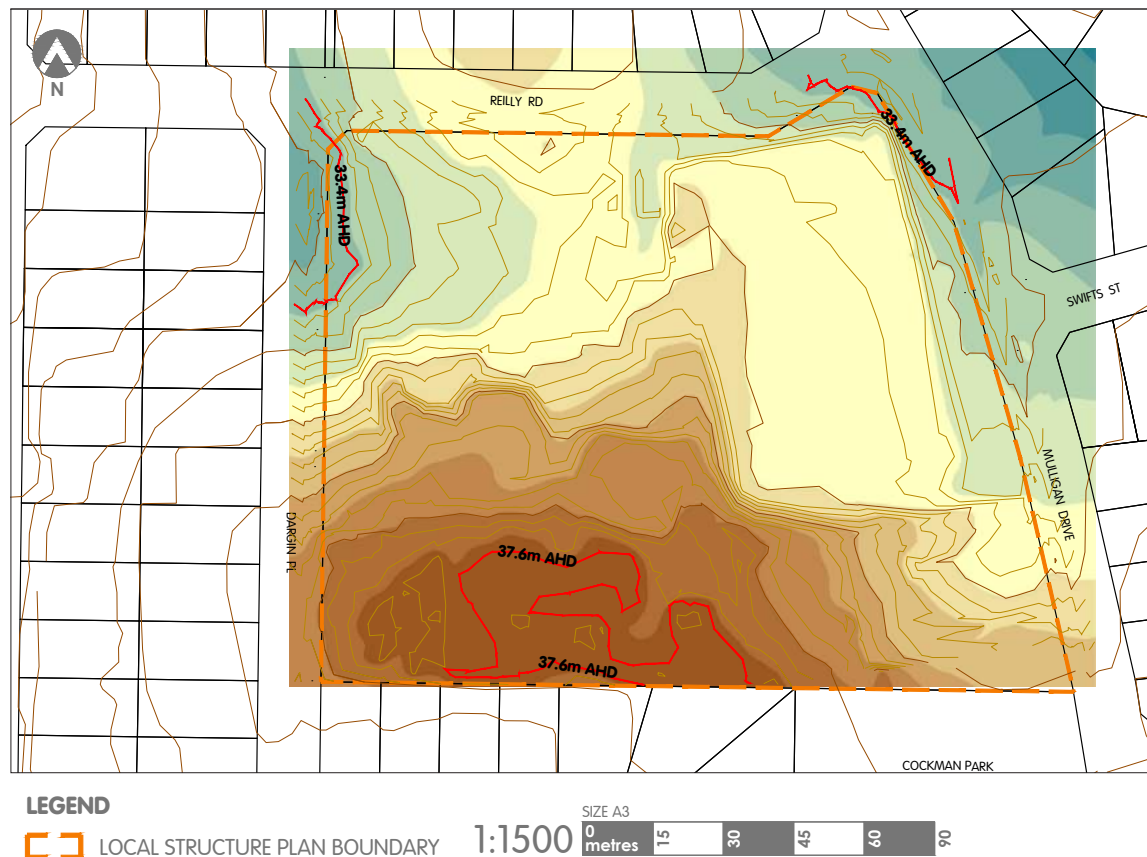 N
REILLY RD
33.4m AHD
33.4m AHD
SWIFTS ST
MULLIGAN DRIVE
DARGIN PL
37.6m AHD
37.6m AHD
COCKMAN PARK
LEGEND
LOCAL STRUCTURE PLAN BOUNDARY
1:1500
SIZE A3
0 15 30 45 60 90
metres